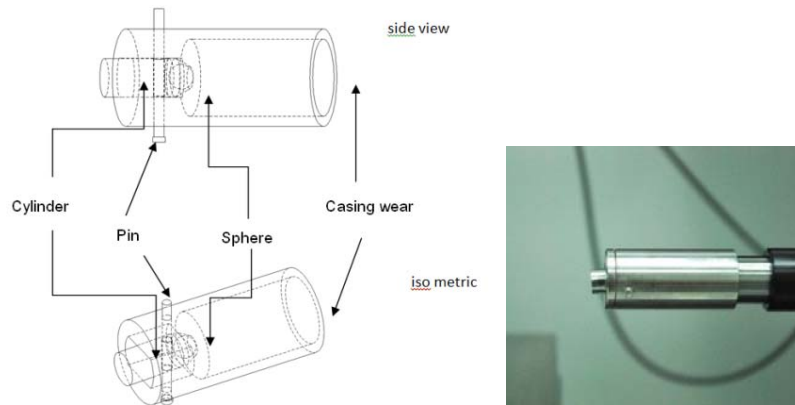 side view
Cylinder
Pin
Sphere
Casing wear
iso metric